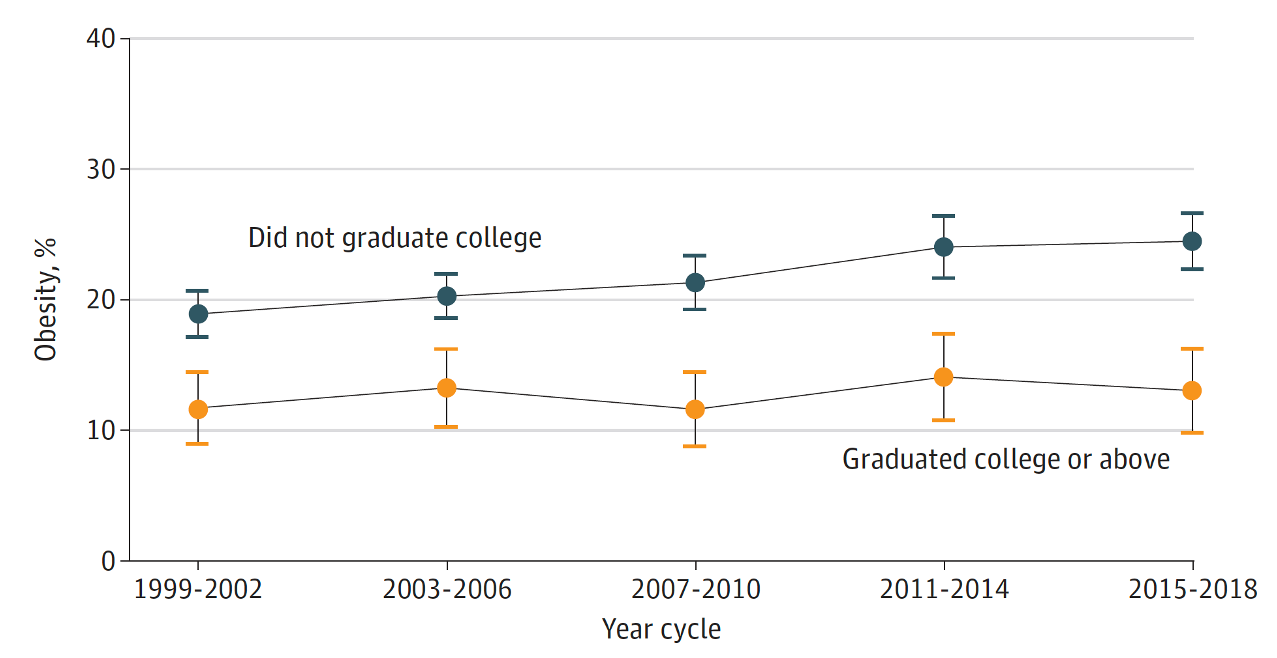 40
30
Did not graduate college
Obesity, %
20
10
Graduated college or above
0
1999-2002 2003-2006 2007-2010 2011-2014 2015-2018
Year cycle